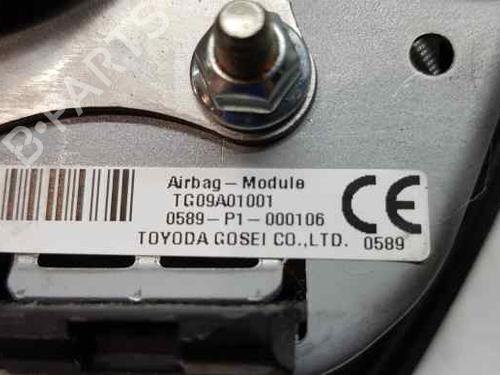 B-PARTS
Airbag-Module
TG09A01001
0589-P1-000106
TOYODA GOSEI CO.,LTD. 0589
CE